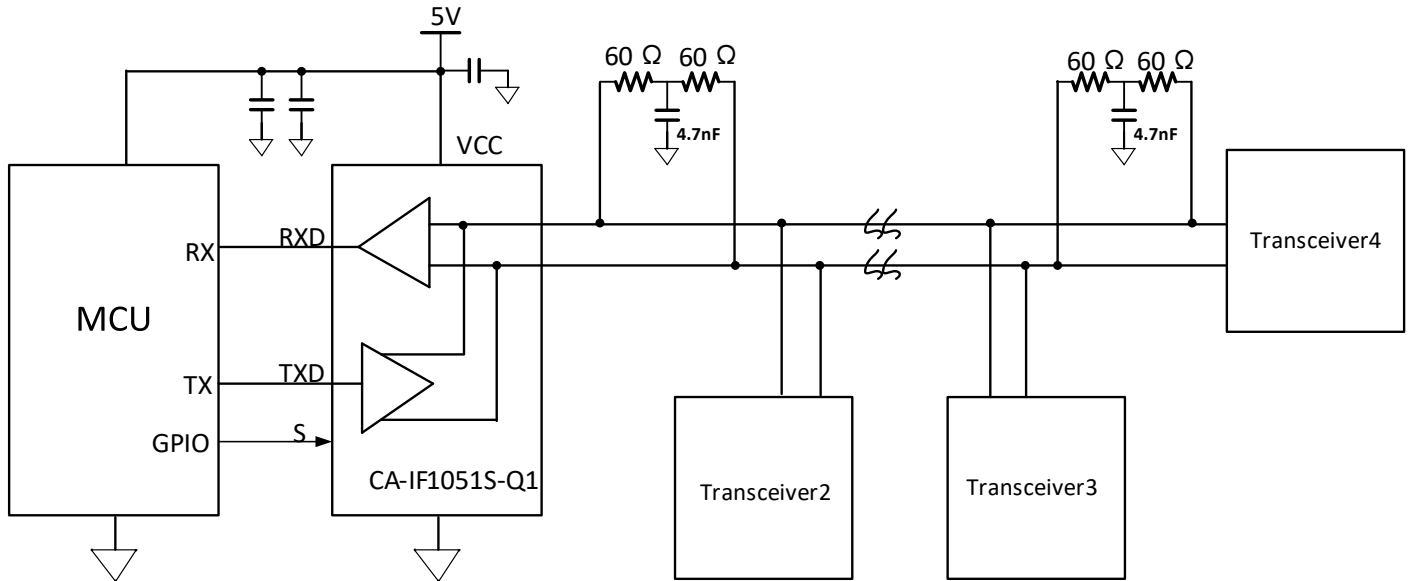 5V
60 Ω 60 Ω
60 Ω 60 Ω
4.7nF
4.7nF
VCC
RX
RXD
MCU
TX
TXD
GPIO
S
CA-IF1051S-Q1
Transceiver2
Transceiver3
Transceiver4